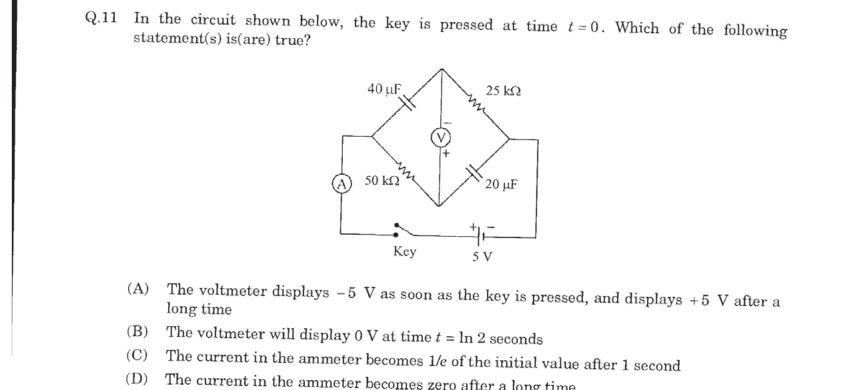 Q.11 In the circuit shown below, the key is pressed at time t = 0. Which of the following
statement(s) is(are) true?
40 μF
25 kΩ
−
V
+
A
50 kΩ
20 μF
+ −
Key
5 V
(A) The voltmeter displays −5 V as soon as the key is pressed, and displays +5 V after a
long time
(B) The voltmeter will display 0 V at time t = ln 2 seconds
(C) The current in the ammeter becomes 1/e of the initial value after 1 second
(D) The current in the ammeter becomes zero after a long time